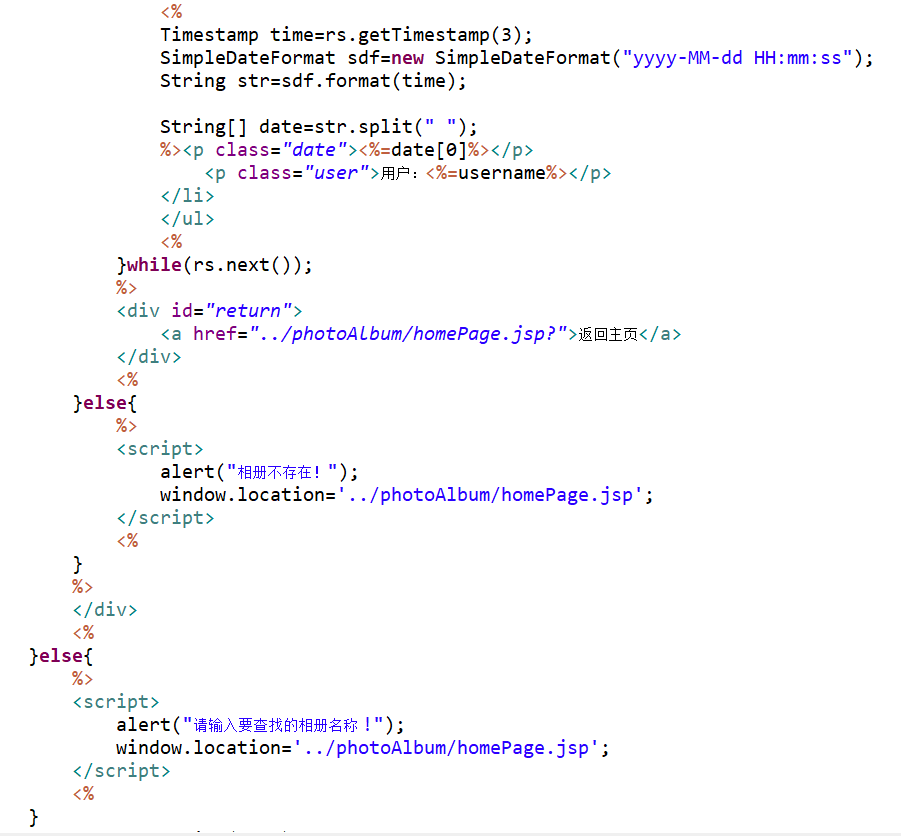 <%
Timestamp time=rs.getTimestamp(3);
SimpleDateFormat sdf=new SimpleDateFormat("yyyy-MM-dd HH:mm:ss");
String str=sdf.format(time);
String[] date=str.split(" ");
%><p class="date"><%=date[0]%></p>
<p class="user">用户：<%=username%></p>
</li>
</ul>
<%
}while(rs.next());
%>
<div id="return">
<a href="../photoAlbum/homePage.jsp?">返回主页</a>
</div>
<%
}else{
%>
<script>
alert("相册不存在！");
window.location='../photoAlbum/homePage.jsp';
</script>
<%
}
%>
</div>
<%
}else{
%>
<script>
alert("请输入要查找的相册名称！");
window.location='../photoAlbum/homePage.jsp';
</script>
<%
}